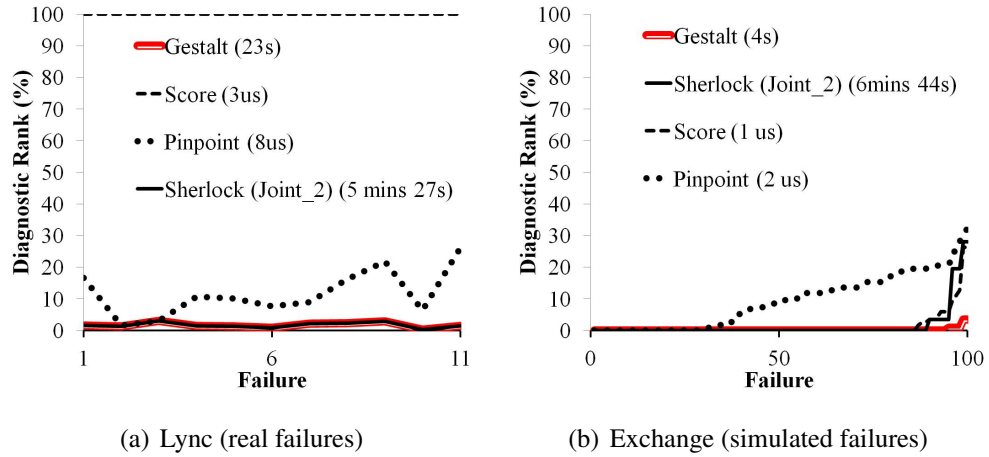 100
90
80
70
60
50
40
30
20
10
0
Diagnostic Rank (%)
Gestalt (23s)
Score (3us)
Pinpoint (8us)
Sherlock (Joint_2) (5 mins 27s)
1
6
11
Failure
(a) Lync (real failures)
100
90
80
70
60
50
40
30
20
10
0
Diagnostic Rank (%)
Gestalt (4s)
Sherlock (Joint_2) (6mins 44s)
Score (1 us)
Pinpoint (2 us)
0
50
100
Failure
(b) Exchange (simulated failures)